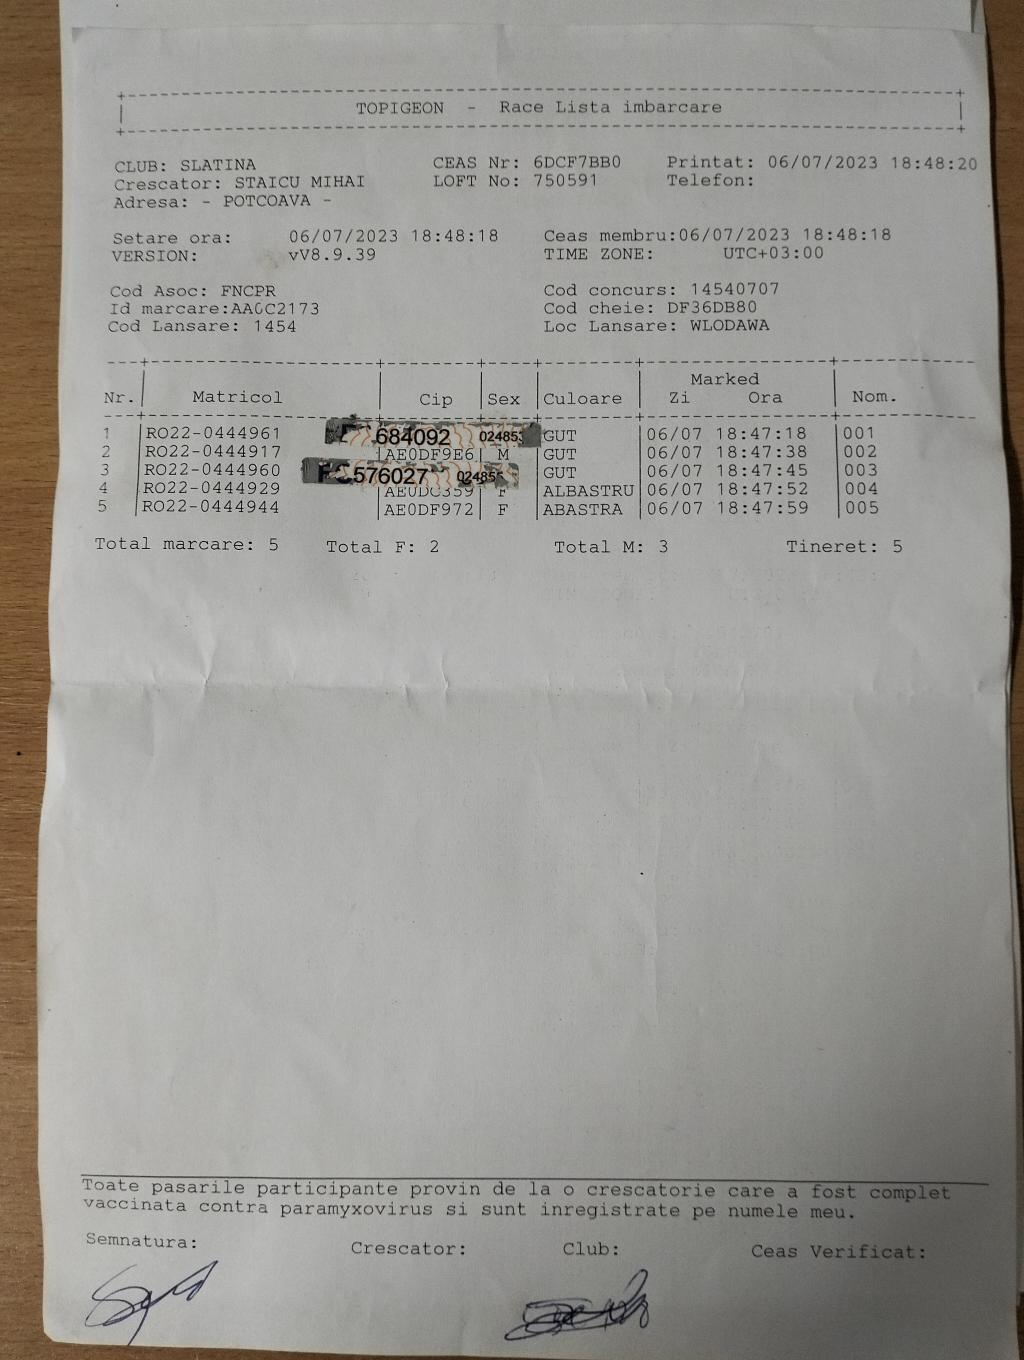 TOPIGEON - Race Lista imbarcare
CLUB: SLATINA CEAS Nr: 6DCF7BB0 Printat: 06/07/2023 18:48:20
Crescator: STAICU MIHAI LOFT No: 750591 Telefon:
Adresa: - POTCOAVA -
Setare ora: 06/07/2023 18:48:18 Ceas membru:06/07/2023 18:48:18
VERSION: vV8.9.39 TIME ZONE: UTC+03:00
Cod Asoc: FNCPR Cod concurs: 14540707
Id marcare: Cod cheie: DF36DB80
Cod Lansare: 1454 Loc Lansare: WLODAWA
Marked
Nr. Matricol Cip Sex Culoare Zi Ora Nom.
1 RO22-0444961 684092 02485 GUT 06/07 18:47:18 001
2 RO22-0444917 AE0DF9E6 M GUT 06/07 18:47:38 002
3 RO22-0444960 576027 02485 GUT 06/07 18:47:45 003
4 RO22-0444929 F ALBASTRU 06/07 18:47:52 004
5 RO22-0444944 AE0DF972 F ABASTRA 06/07 18:47:59 005
Total marcare: 5 Total F: 2 Total M: 3 Tineret: 5
Toate pasarile participante provin de la o crescatorie care a fost complet
vaccinata contra paramyxovirus si sunt inregistrate pe numele meu.
Semnatura: Crescator: Club: Ceas Verificat: